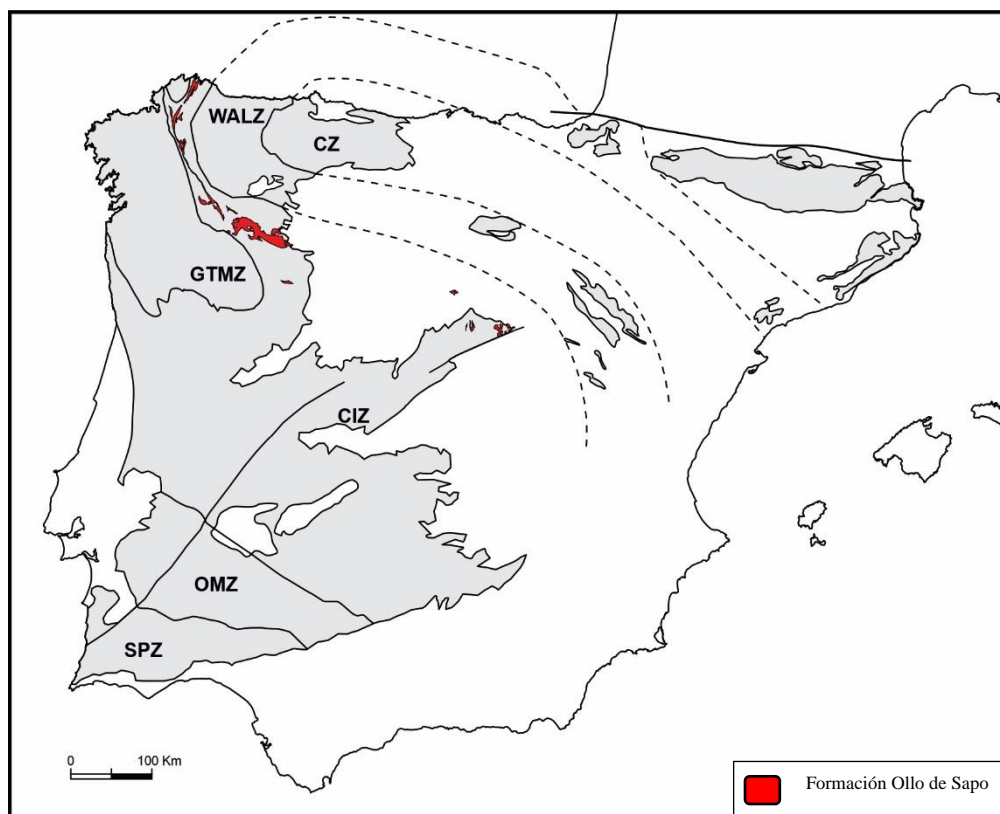 WALZ
CZ
GTMZ
CIZ
OMZ
SPZ
0 100 Km
Formación Ollo de Sapo